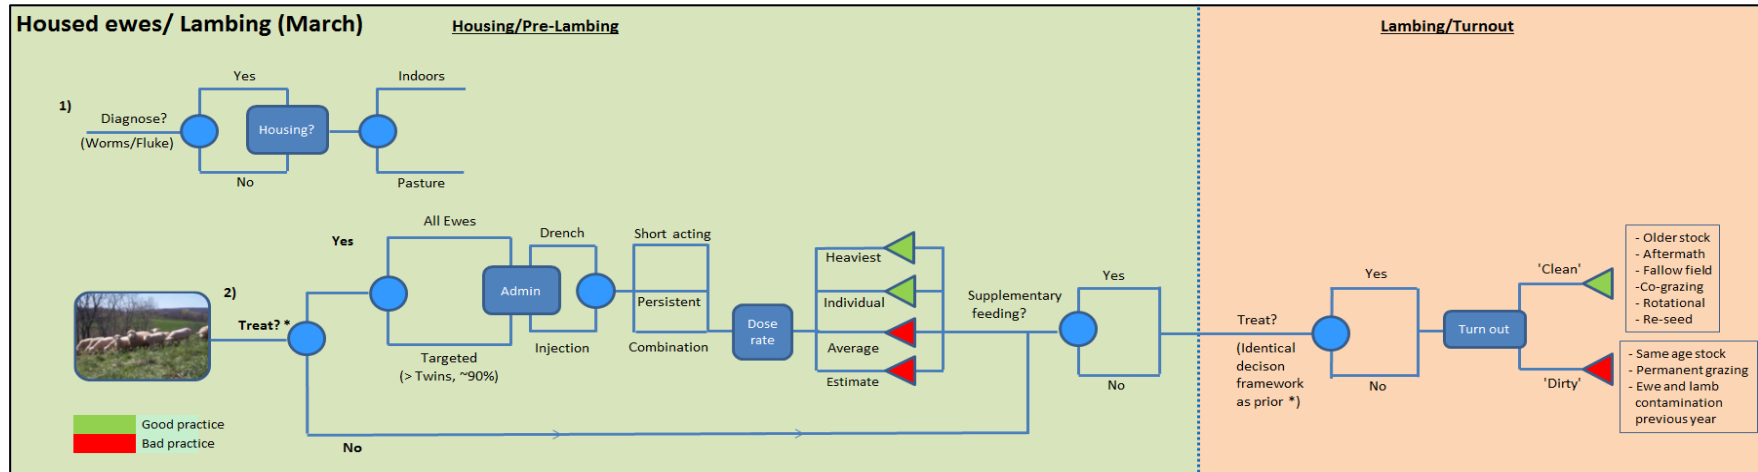 Housed ewes/ Lambing (March)
Housing/Pre-Lambing
Lambing/Turnout
1)
Diagnose?
(Worms/Fluke)
Yes
No
Housing?
Indoors
Pasture
2)
Treat? *
Yes
No
All Ewes
Targeted
(> Twins, ~90%)
Admin
Drench
Injection
Short acting
Persistent
Combination
Dose
rate
Heaviest
Individual
Average
Estimate
Supplementary
feeding?
Yes
No
Treat?
(Identical
decison
framework
as prior *)
Yes
No
Turn out
'Clean'
- Older stock
- Aftermath
- Fallow field
-Co-grazing
- Rotational
- Re-seed
'Dirty'
- Same age stock
- Permanent grazing
- Ewe and lamb
contamination
previous year
Good practice
Bad practice